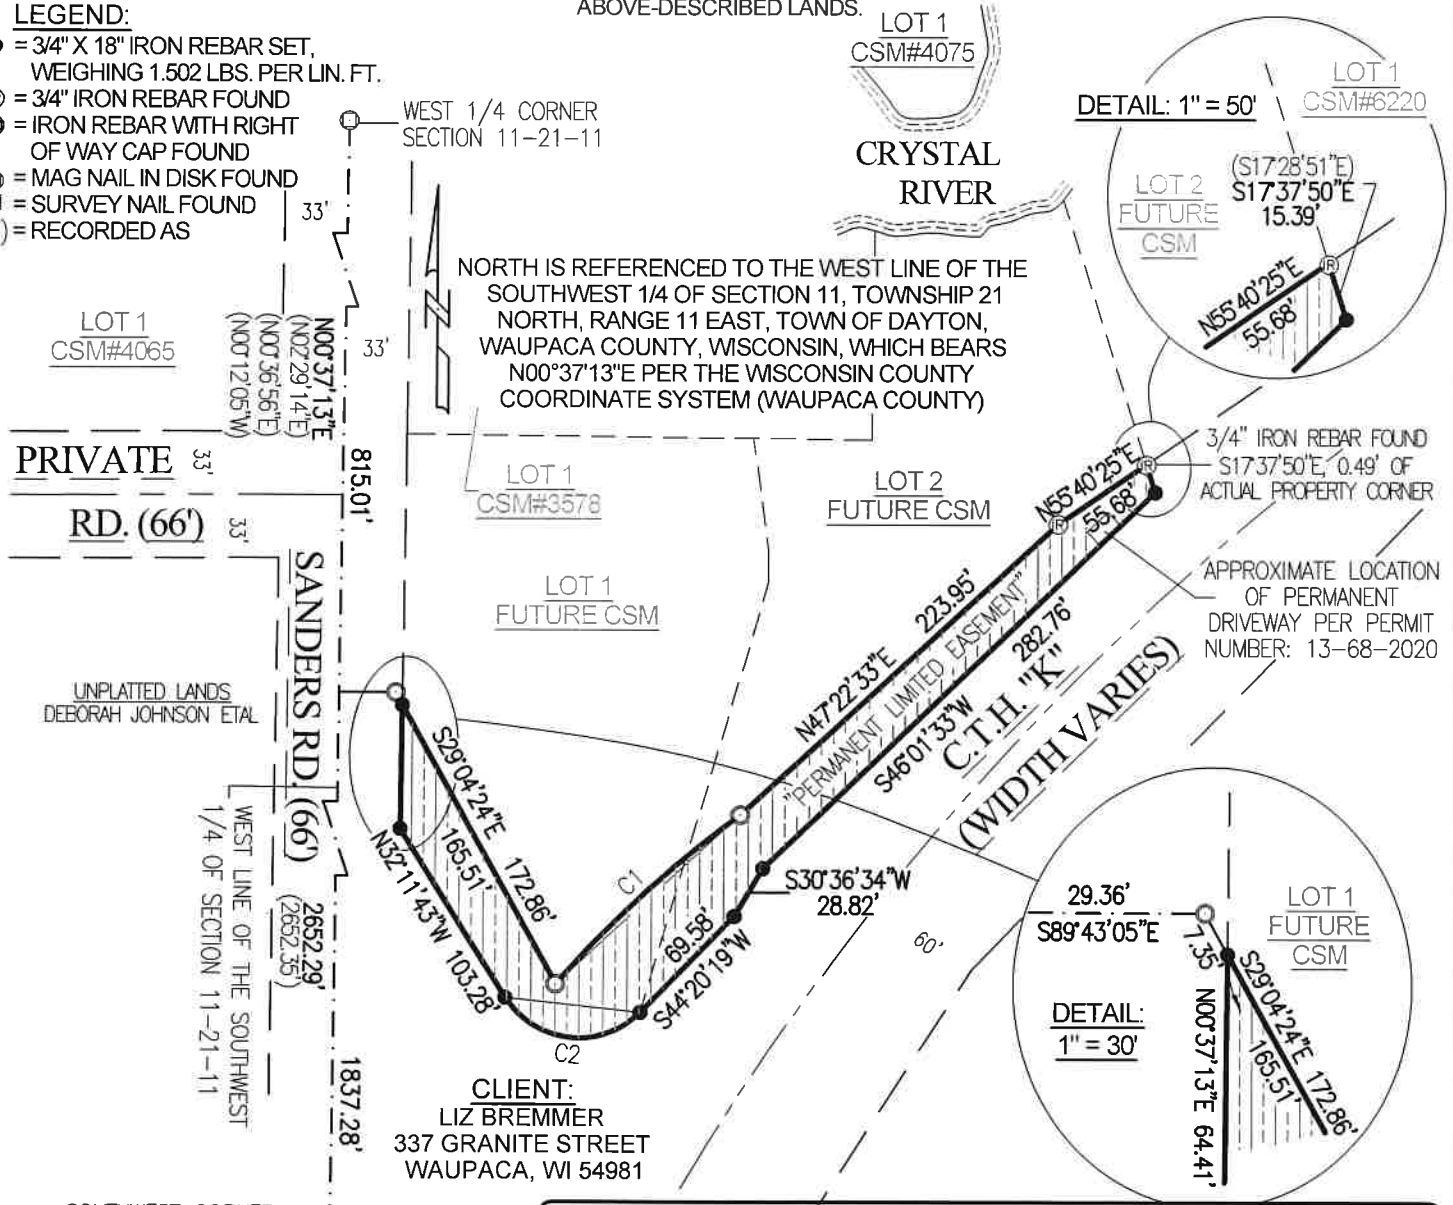 LEGEND:
= 3/4" X 18" IRON REBAR SET,
WEIGHING 1.502 LBS. PER LIN. FT.
= 3/4" IRON REBAR FOUND
= IRON REBAR WITH RIGHT
OF WAY CAP FOUND
= MAG NAIL IN DISK FOUND
= SURVEY NAIL FOUND
) = RECORDED AS
ABOVE-DESCRIBED LANDS.
LOT 1
CSM#4075
WEST 1/4 CORNER
SECTION 11-21-11
CRYSTAL
RIVER
DETAIL: 1" = 50'
LOT 1
CSM#6220
LOT 2
FUTURE
CSM
(S17°28'51"E)
S17°37'50"E
15.39'
N55°40'25"E
55.68'
R
33'
33'
NORTH IS REFERENCED TO THE WEST LINE OF THE
SOUTHWEST 1/4 OF SECTION 11, TOWNSHIP 21
NORTH, RANGE 11 EAST, TOWN OF DAYTON,
WAUPACA COUNTY, WISCONSIN, WHICH BEARS
N00°37'13"E PER THE WISCONSIN COUNTY
COORDINATE SYSTEM (WAUPACA COUNTY)
N
LOT 1
CSM#4065
N00°37'13"E
(N02°29'14"E)
(N00°36'56"E)
(N00°12'05"W)
815.01'
PRIVATE
33'
RD. (66')
33'
LOT 1
CSM#3578
LOT 2
FUTURE CSM
N55°40'25"E
55.68'
R
R
3/4" IRON REBAR FOUND
S17°37'50"E, 0.49' OF
ACTUAL PROPERTY CORNER
LOT 1
FUTURE CSM
APPROXIMATE LOCATION
OF PERMANENT
DRIVEWAY PER PERMIT
NUMBER: 13-68-2020
SANDERS RD. (66')
UNPLATTED LANDS
DEBORAH JOHNSON ETAL
223.95'
N47°22'33"E
"PERMANENT LIMITED EASEMENT"
282.76'
S46°01'33"W
C.T.H. "K"
(WIDTH VARIES)
S29°04'24"E
165.51'
172.86'
N32°11'43"W
103.28'
C1
S30°36'34"W
28.82'
69.58'
S44°20'19"W
C2
60'
WEST LINE OF THE SOUTHWEST
1/4 OF SECTION 11-21-11
2652.29'
(2652.35')
1837.28'
29.36'
S89°43'05"E
7.35'
LOT 1
FUTURE
CSM
DETAIL:
1" = 30'
N00°37'13"E 64.41'
S29°04'24"E 172.86'
165.51'
CLIENT:
LIZ BREMMER
337 GRANITE STREET
WAUPACA, WI 54981